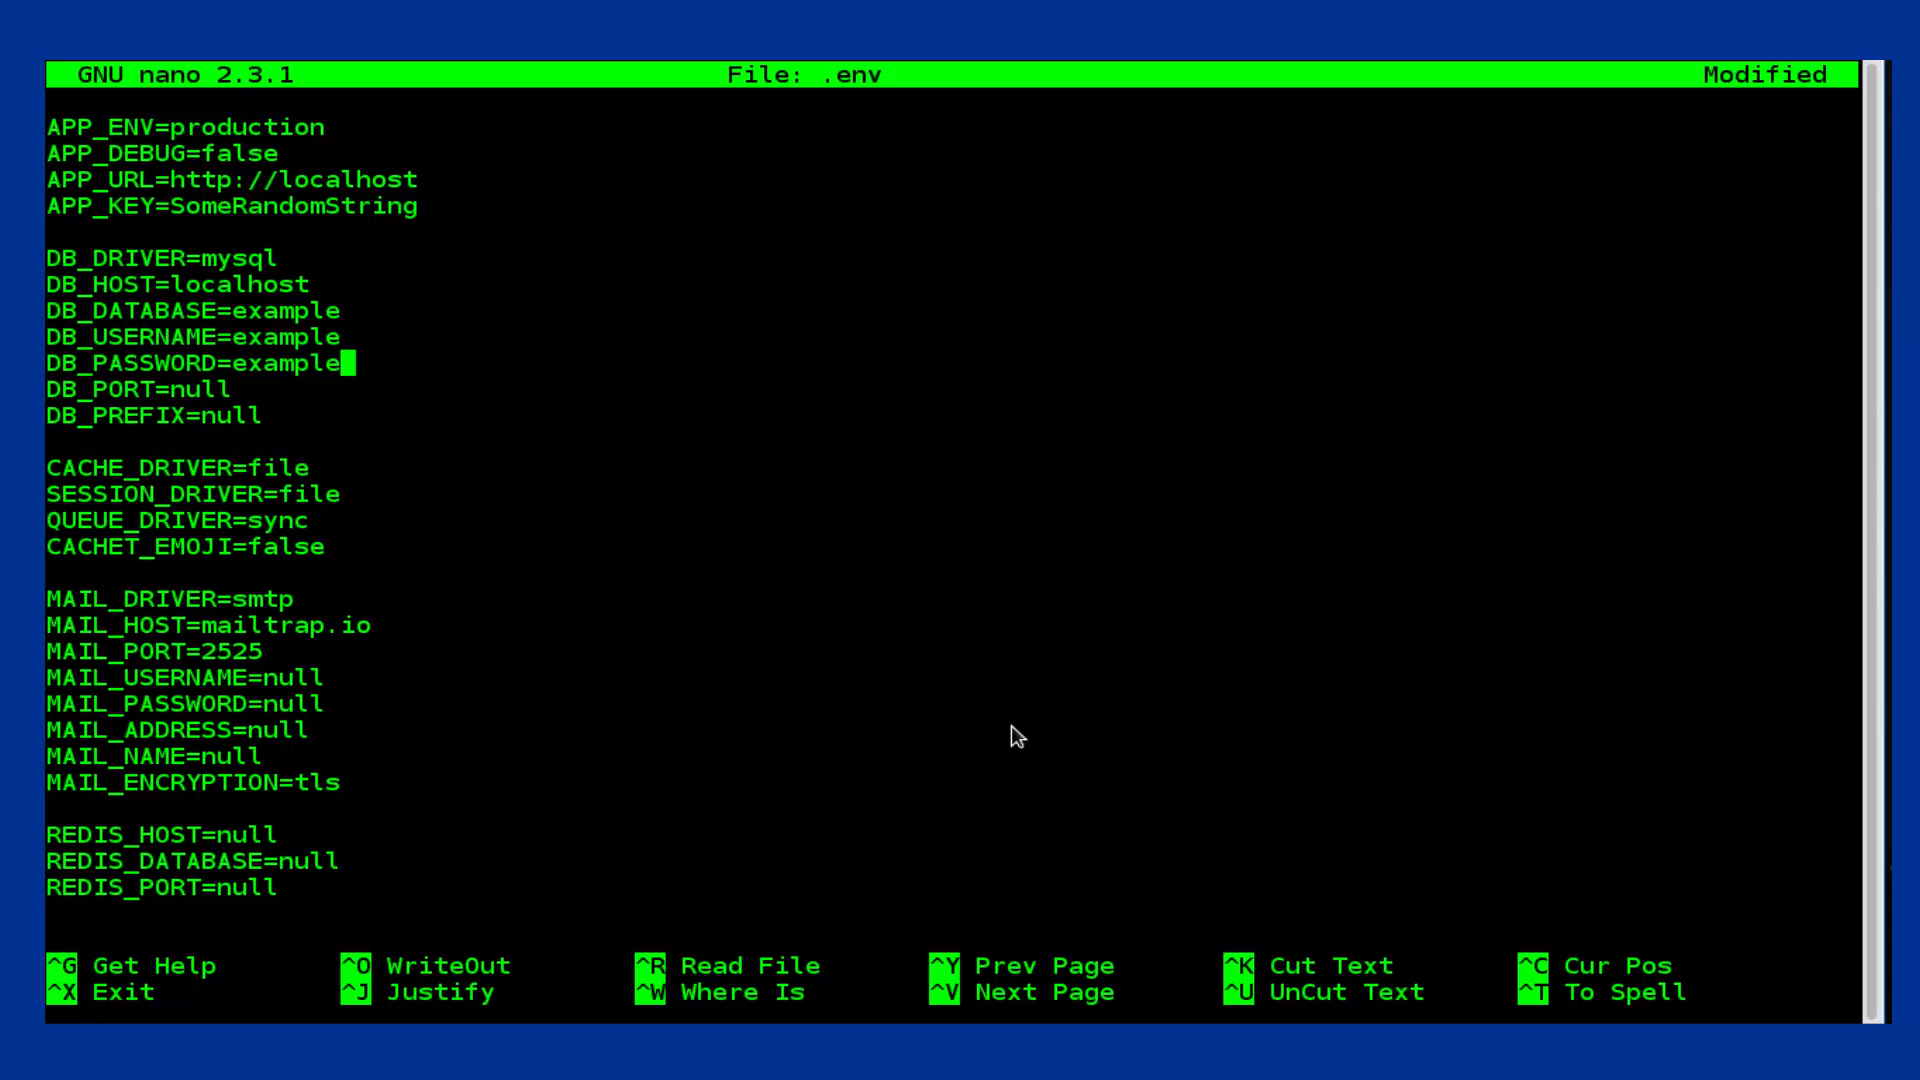 GNU nano 2.3.1 File: .env Modified
APP_ENV=production
APP_DEBUG=false
APP_URL=http://localhost
APP_KEY=SomeRandomString
DB_DRIVER=mysql
DB_HOST=localhost
DB_DATABASE=example
DB_USERNAME=example
DB_PASSWORD=example
DB_PORT=null
DB_PREFIX=null
CACHE_DRIVER=file
SESSION_DRIVER=file
QUEUE_DRIVER=sync
CACHET_EMOJI=false
MAIL_DRIVER=smtp
MAIL_HOST=mailtrap.io
MAIL_PORT=2525
MAIL_USERNAME=null
MAIL_PASSWORD=null
MAIL_ADDRESS=null
MAIL_NAME=null
MAIL_ENCRYPTION=tls
REDIS_HOST=null
REDIS_DATABASE=null
REDIS_PORT=null
^G Get Help ^O WriteOut ^R Read File ^Y Prev Page ^K Cut Text ^C Cur Pos
^X Exit ^J Justify ^W Where Is ^V Next Page ^U UnCut Text ^T To Spell